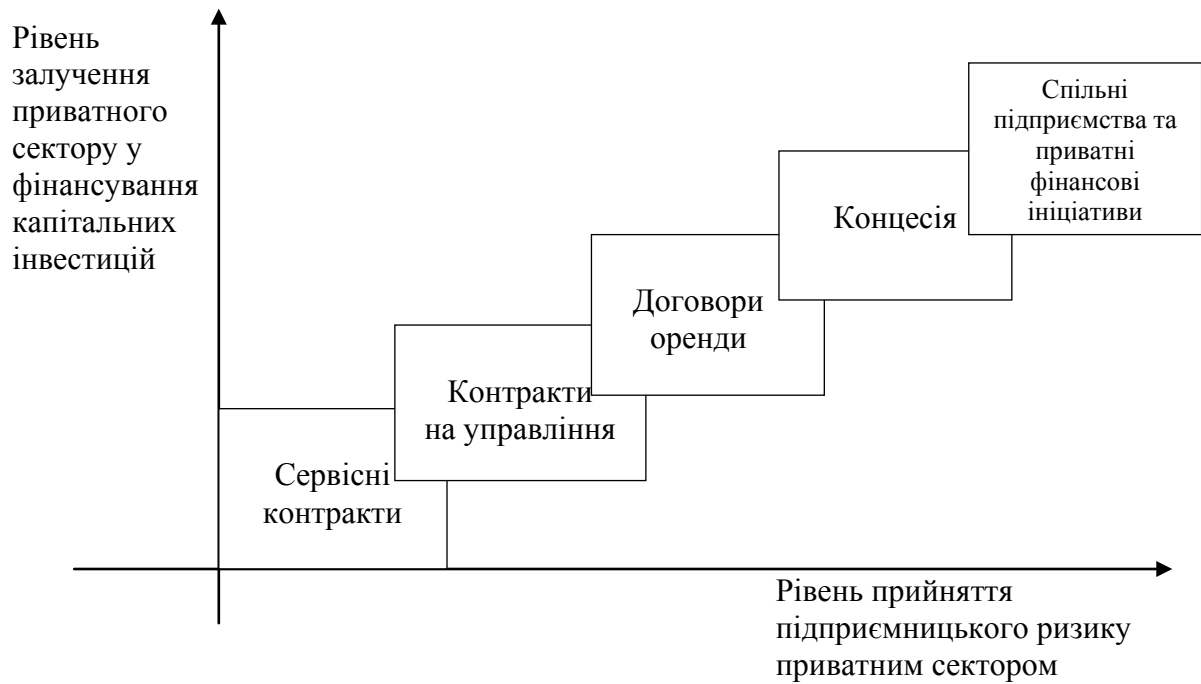 Рівень
залучення
приватного
сектору у
фінансування
капітальних
інвестицій
Спільні
підприємства та
приватні
фінансові
ініціативи
Концесія
Договори
оренди
Контракти
на управління
Сервісні
контракти
Рівень прийняття
підприємницького ризику
приватним сектором